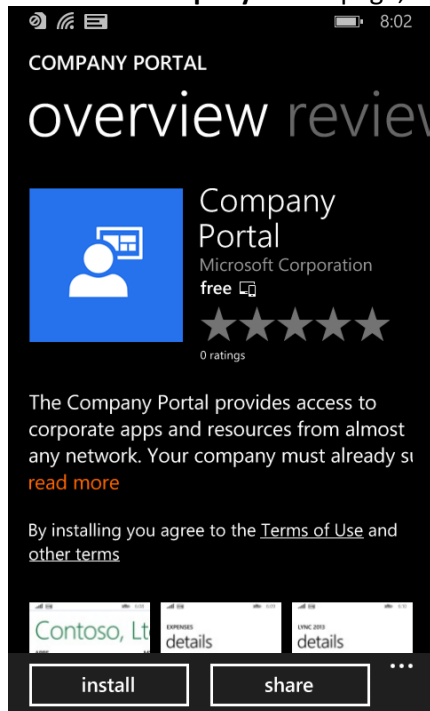 8:02
COMPANY PORTAL
overview review
Company
Portal
Microsoft Corporation
free
0 ratings
The Company Portal provides access to
corporate apps and resources from almost
any network. Your company must already su
read more
By installing you agree to the Terms of Use and
other terms
Contoso, Lt
EXPENSES
details
LYNC 2013
details
install
share